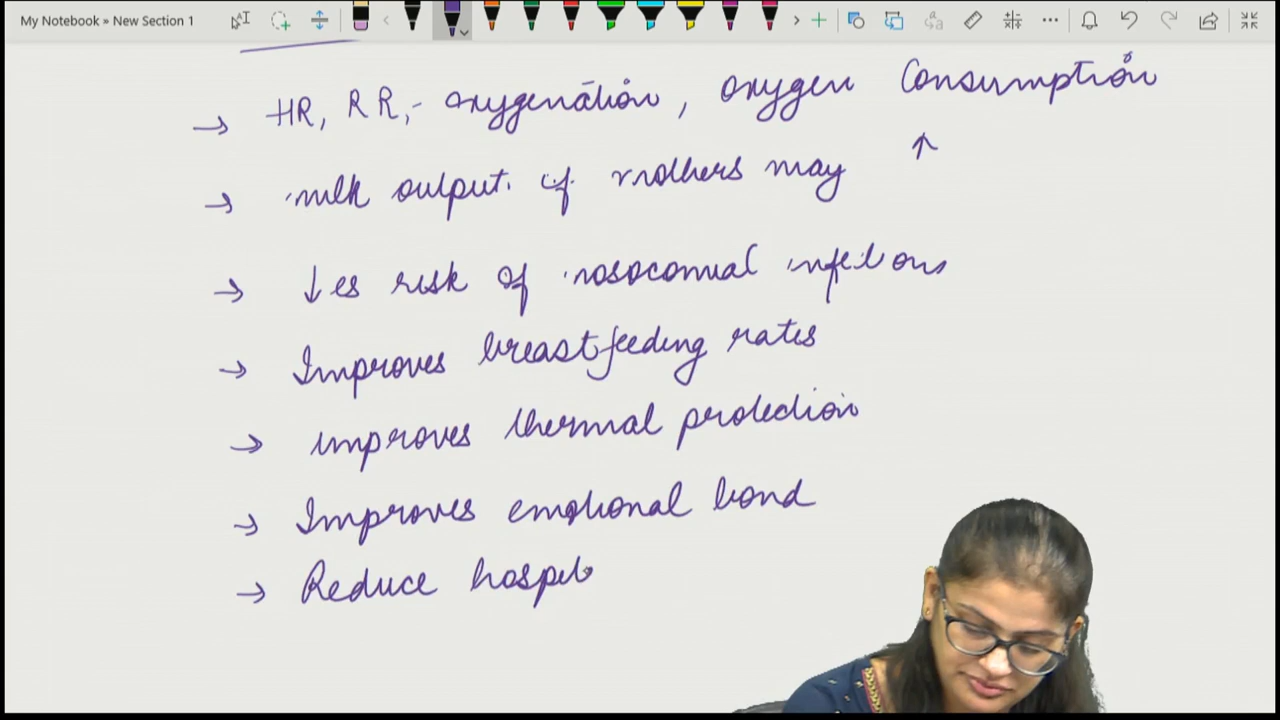 My Notebook » New Section 1
→ HR, RR, - oxygenation, oxygen Consumption
→ milk output of mothers may ↑
→ ↓es risk of nosocomial infections
→ Improves breastfeeding rates
→ improves thermal protection
→ Improves emotional bond
→ Reduce hospit